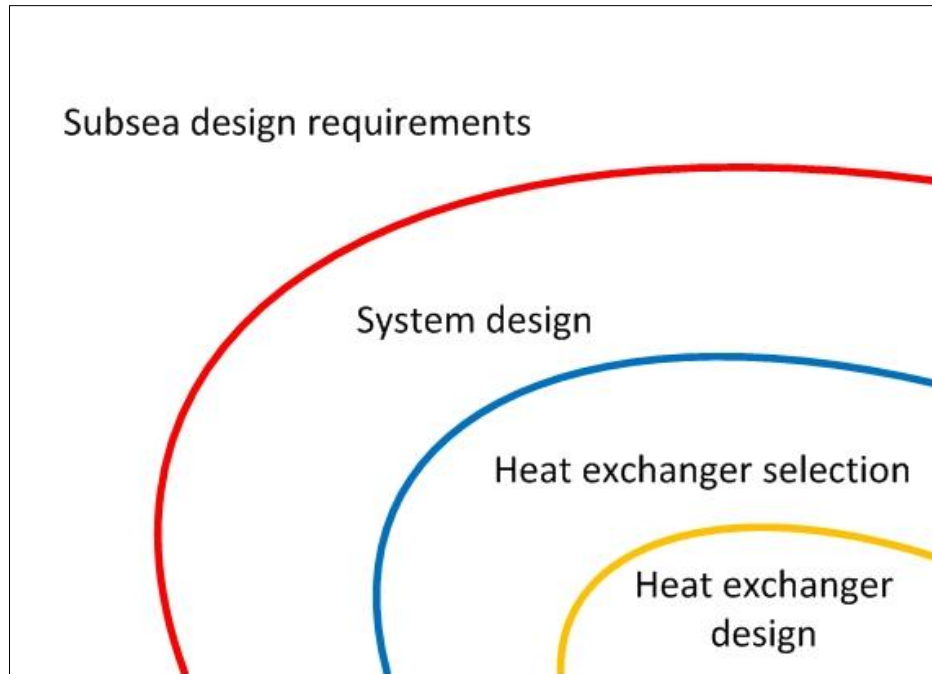 Subsea design requirements
System design
Heat exchanger selection
Heat exchanger
design